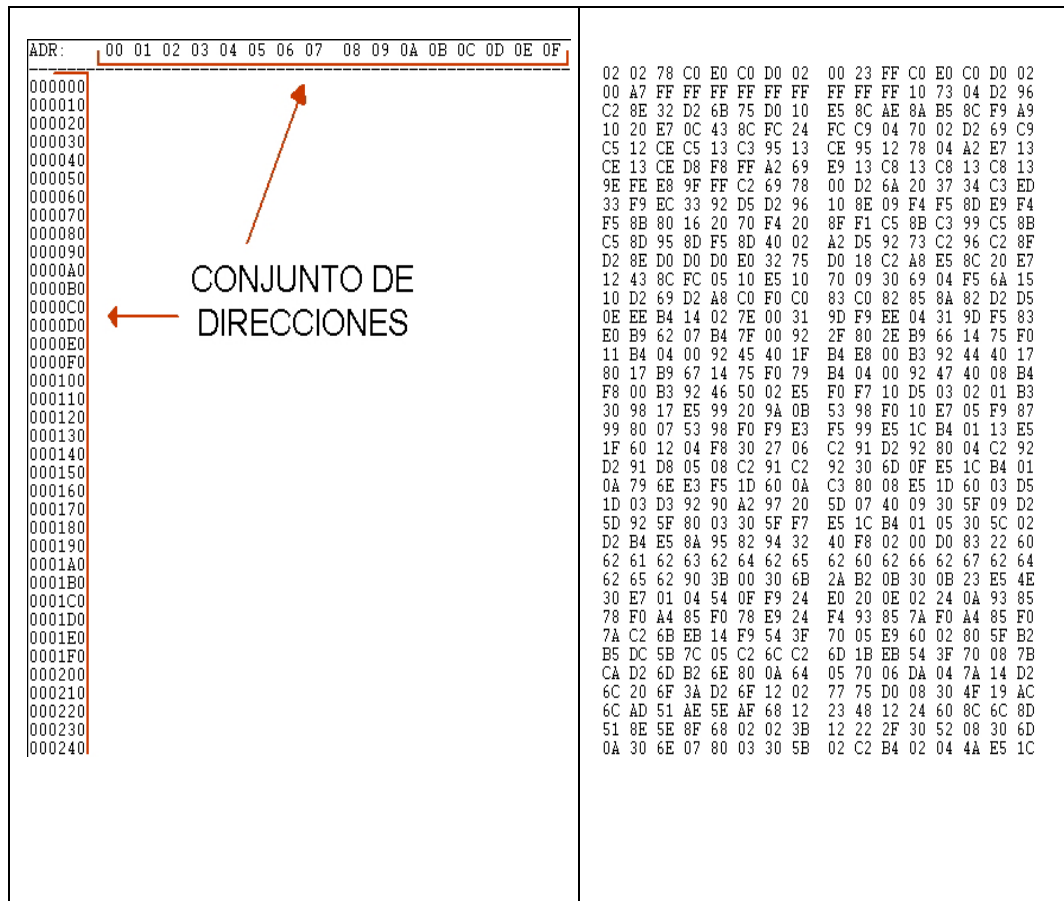 ADR: 00 01 02 03 04 05 06 07 08 09 0A 0B 0C 0D 0E 0F
000000
000010
000020
000030
000040
000050
000060
000070
000080
000090
0000A0
0000B0
0000C0
0000D0
0000E0
0000F0
000100
000110
000120
000130
000140
000150
000160
000170
000180
000190
0001A0
0001B0
0001C0
0001D0
0001E0
0001F0
000200
000210
000220
000230
000240
CONJUNTO DE
DIRECCIONES
02 02 78 C0 E0 C0 D0 02 00 23 FF C0 E0 C0 D0 02
00 A7 FF FF FF FF FF FF FF FF FF 10 73 04 D2 96
C2 8E 32 D2 6B 75 D0 10 E5 8C AE 8A B5 8C F9 A9
10 20 E7 0C 43 8C FC 24 FC C9 04 70 02 D2 69 C9
C5 12 CE C5 13 C3 95 13 CE 95 12 78 04 A2 E7 13
CE 13 CE D8 F8 FF A2 69 E9 13 C8 13 C8 13 C8 13
9E FE E8 9F FF C2 69 78 00 D2 6A 20 37 34 C3 ED
33 F9 EC 33 92 D5 D2 96 10 8E 09 F4 F5 8D E9 F4
F5 8B 80 16 20 70 F4 20 8F F1 C5 8B C3 99 C5 8B
C5 8D 95 8D F5 8D 40 02 A2 D5 92 73 C2 96 C2 8F
D2 8E D0 D0 D0 E0 32 75 D0 18 C2 A8 E5 8C 20 E7
12 43 8C FC 05 10 E5 10 70 09 30 69 04 F5 6A 15
10 D2 69 D2 A8 C0 F0 C0 83 C0 82 85 8A 82 D2 D5
0E EE B4 14 02 7E 00 31 9D F9 EE 04 31 9D F5 83
E0 B9 62 07 B4 7F 00 92 2F 80 2E B9 66 14 75 F0
11 B4 04 00 92 45 40 1F B4 E8 00 B3 92 44 40 17
80 17 B9 67 14 75 F0 79 B4 04 00 92 47 40 08 B4
F8 00 B3 92 46 50 02 E5 F0 F7 10 D5 03 02 01 B3
30 98 17 E5 99 20 9A 0B 53 98 F0 10 E7 05 F9 87
99 80 07 53 98 F0 F9 E3 F5 99 E5 1C B4 01 13 E5
1F 60 12 04 F8 30 27 06 C2 91 D2 92 80 04 C2 92
D2 91 D8 05 08 C2 91 C2 92 30 6D 0F E5 1C B4 01
0A 79 6E E3 F5 1D 60 0A C3 80 08 E5 1D 60 03 D5
1D 03 D3 92 90 A2 97 20 5D 07 40 09 30 5F 09 D2
5D 92 5F 80 03 30 5F F7 E5 1C B4 01 05 30 5C 02
D2 B4 E5 8A 95 82 94 32 40 F8 02 00 D0 83 22 60
62 61 62 63 62 64 62 65 62 60 62 66 62 67 62 64
62 65 62 90 3B 00 30 6B 2A B2 0B 30 0B 23 E5 4E
30 E7 01 04 54 0F F9 24 E0 20 0E 02 24 0A 93 85
78 F0 A4 85 F0 78 E9 24 F4 93 85 7A F0 A4 85 F0
7A C2 6B EB 14 F9 54 3F 70 05 E9 60 02 80 5F B2
B5 DC 5B 7C 05 C2 6C C2 6D 1B EB 54 3F 70 08 7B
CA D2 6D B2 6E 80 0A 64 05 70 06 DA 04 7A 14 D2
6C 20 6F 3A D2 6F 12 02 77 75 D0 08 30 4F 19 AC
6C AD 51 AE 5E AF 68 12 23 48 12 24 60 8C 6C 8D
51 8E 5E 8F 68 02 02 3B 12 22 2F 30 52 08 30 6D
0A 30 6E 07 80 03 30 5B 02 C2 B4 02 04 4A E5 1C